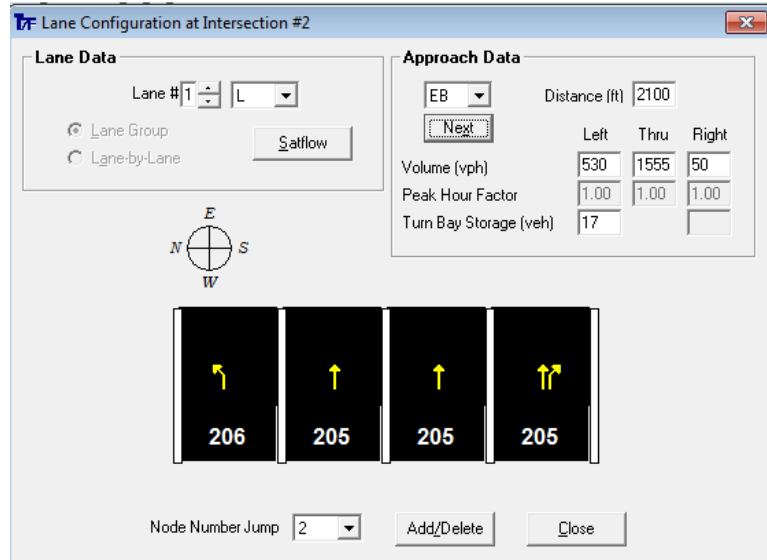 T7F Lane Configuration at Intersection #2
Lane Data
Lane # 1 L
Lane Group
Lane-by-Lane
Satflow
Approach Data
EB Distance (ft) 2100
Next
Left Thru Right
Volume (vph) 530 1555 50
Peak Hour Factor 1.00 1.00 1.00
Turn Bay Storage (veh) 17
E
N S
W
206 205 205 205
Node Number Jump 2 Add/Delete Close